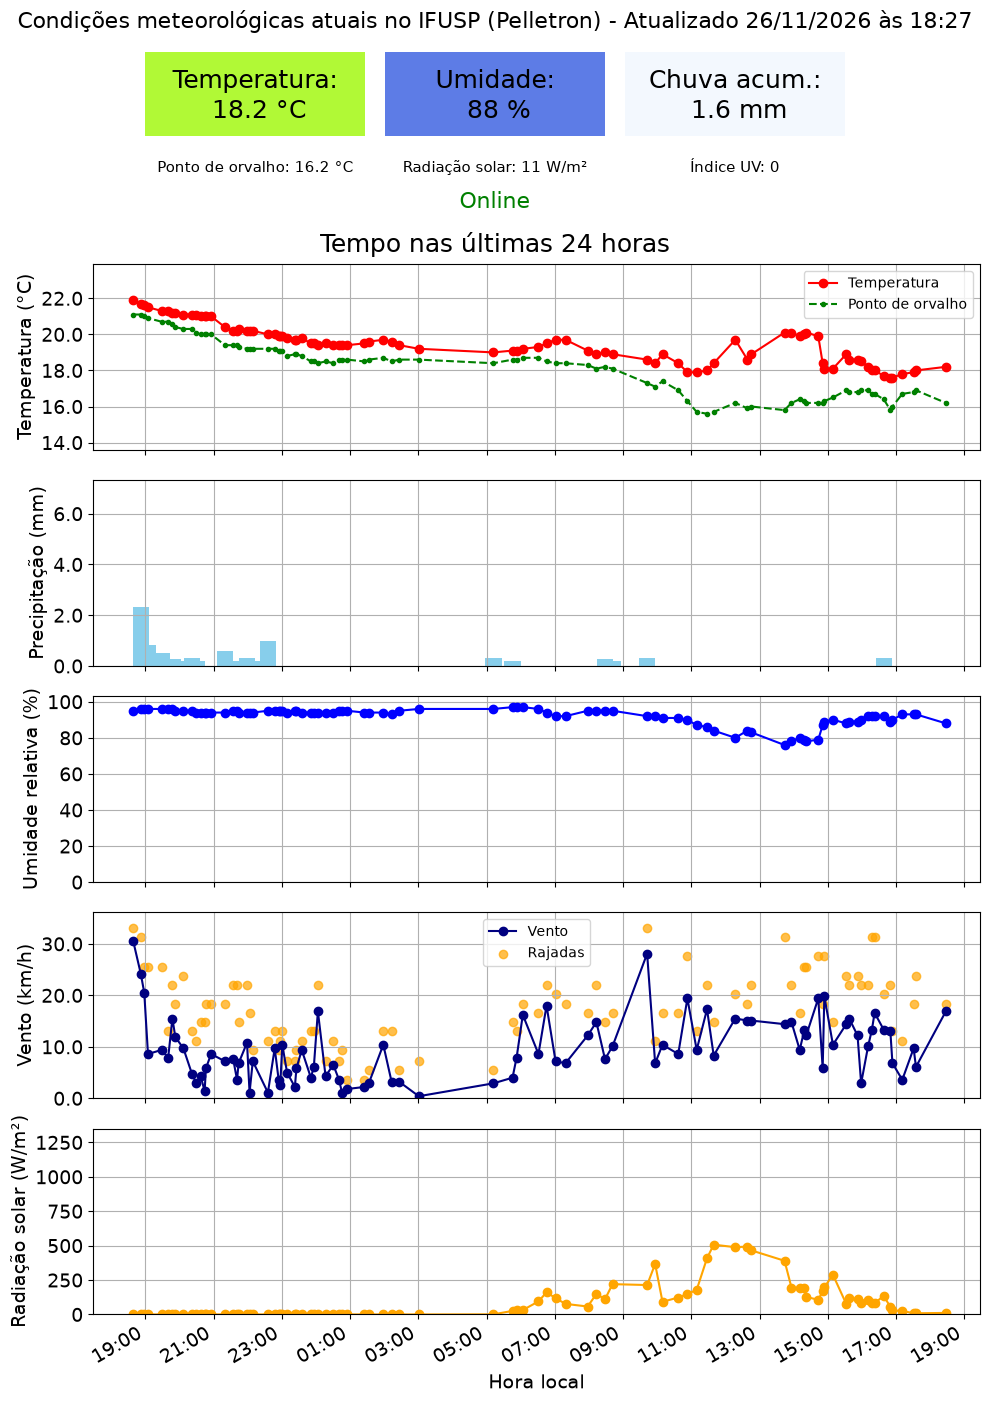 Condições meteorológicas atuais no IFUSP (Pelletron) - Atualizado 26/11/2026 às 18:27
Temperatura:
18.2 °C
Umidade:
88 %
Chuva acum.:
1.6 mm
Ponto de orvalho: 16.2 °C
Radiação solar: 11 W/m²
Índice UV: 0
Online
Tempo nas últimas 24 horas
Temperatura (°C)
22.0
20.0
18.0
16.0
14.0
Temperatura
Ponto de orvalho
Precipitação (mm)
6.0
4.0
2.0
0.0
Umidade relativa (%)
100
80
60
40
20
0
Vento (km/h)
30.0
20.0
10.0
0.0
Vento
Rajadas
Radiação solar (W/m²)
1250
1000
750
500
250
0
19:00
21:00
23:00
01:00
03:00
05:00
07:00
09:00
11:00
13:00
15:00
17:00
19:00
Hora local